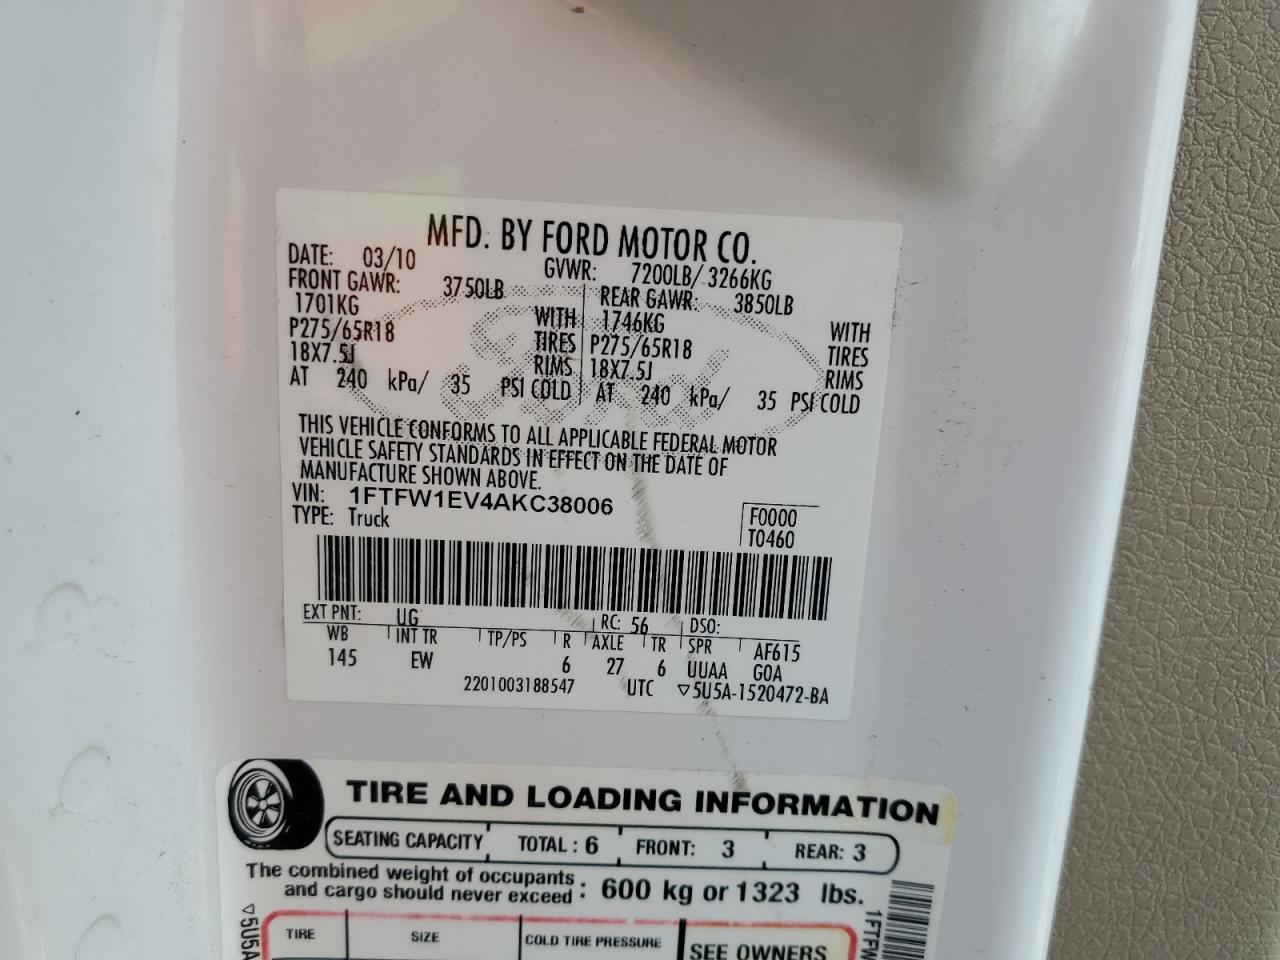 MFD. BY FORD MOTOR CO.
DATE: 03/10 GVWR: 7200LB/ 3266KG
FRONT GAWR: 3750LB REAR GAWR: 3850LB
1701KG WITH 1746KG WITH
P275/65R18 TIRES P275/65R18 TIRES
18X7.5J RIMS 18X7.5J RIMS
AT 240 kPa/ 35 PSI COLD AT 240 kPa/ 35 PSI COLD
Ford
THIS VEHICLE CONFORMS TO ALL APPLICABLE FEDERAL MOTOR
VEHICLE SAFETY STANDARDS IN EFFECT ON THE DATE OF
MANUFACTURE SHOWN ABOVE.
VIN: 1FTFW1EV4AKC38006
TYPE: Truck
F0000
T0460
EXT PNT: UG RC: 56 DSO:
WB INT TR TP/PS R AXLE TR SPR AF615
145 EW 6 27 6 UUAA GOA
2201003188547 UTC ▽5U5A-1520472-BA
TIRE AND LOADING INFORMATION
SEATING CAPACITY TOTAL : 6 FRONT: 3 REAR: 3
The combined weight of occupants
and cargo should never exceed : 600 kg or 1323 lbs.
TIRE SIZE COLD TIRE PRESSURE SEE OWNERS
▽5U5A
1FTFW